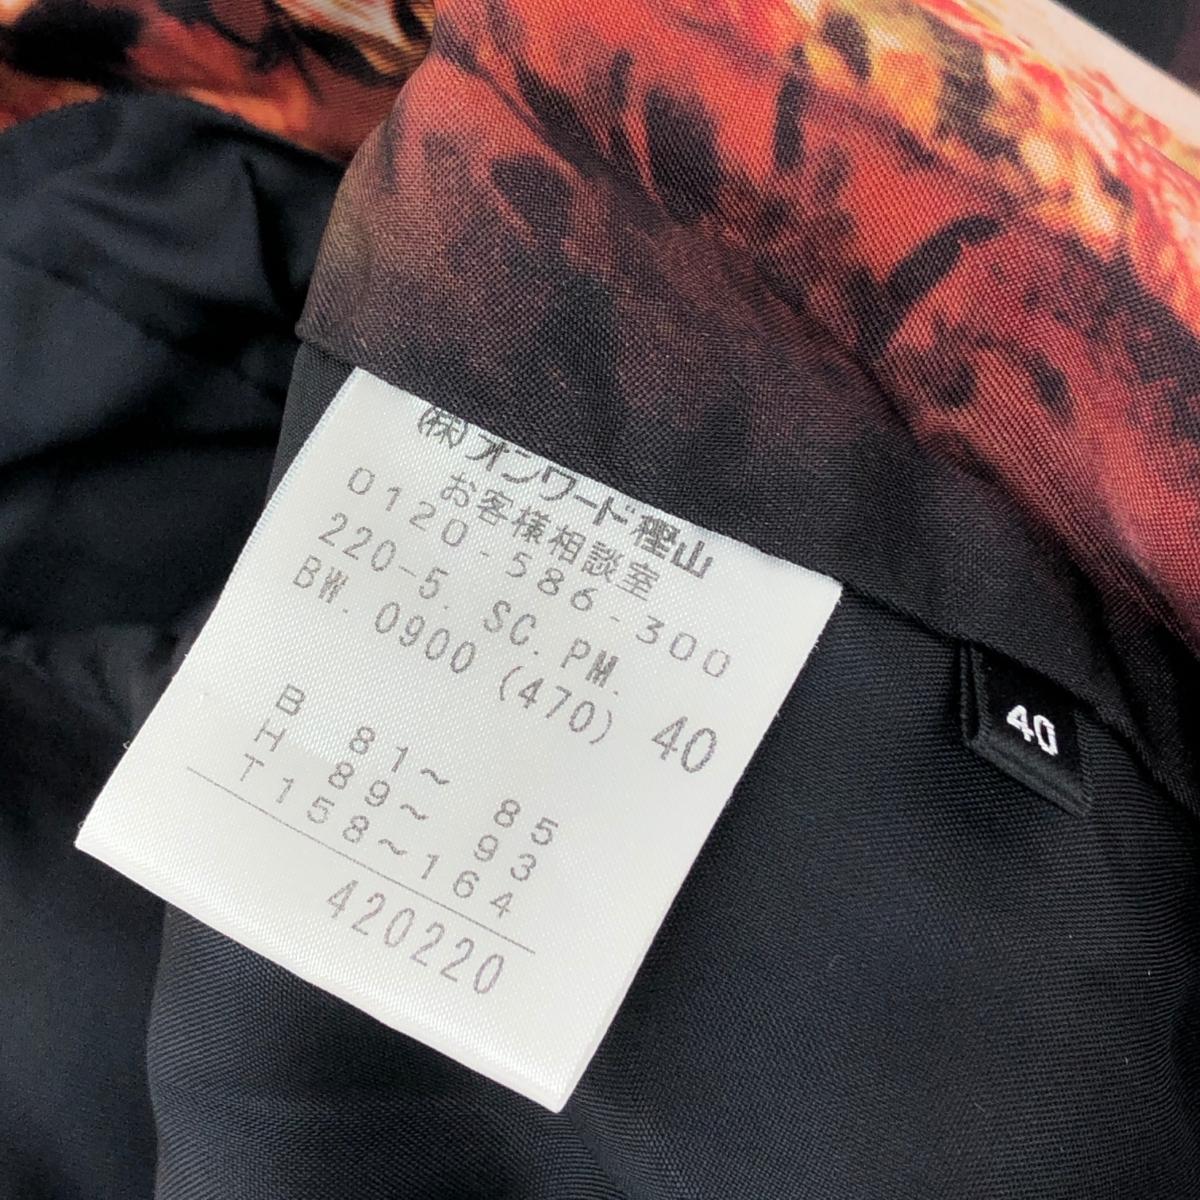 (株)オンワード樫山
お客様相談室
0120-586-300
220-5. SC.PM.
BW. 0900 (470) 40
B 81～ 85
H 89～ 93
T158～164
420220
40